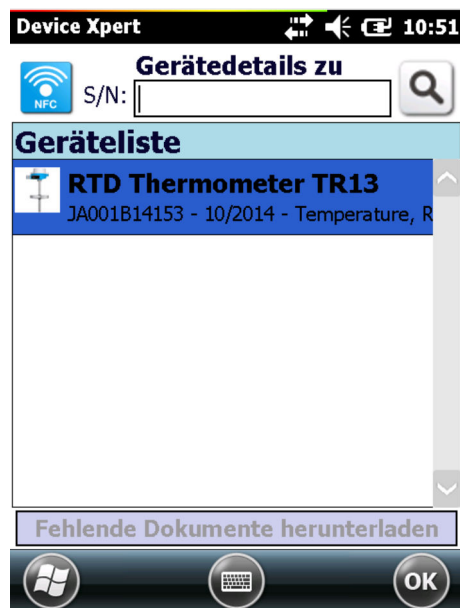 Device Xpert 10:51
Gerätedetails zu
NFC S/N:
Geräteliste
RTD Thermometer TR13
JA001B14153 - 10/2014 - Temperature, R
Fehlende Dokumente herunterladen
OK